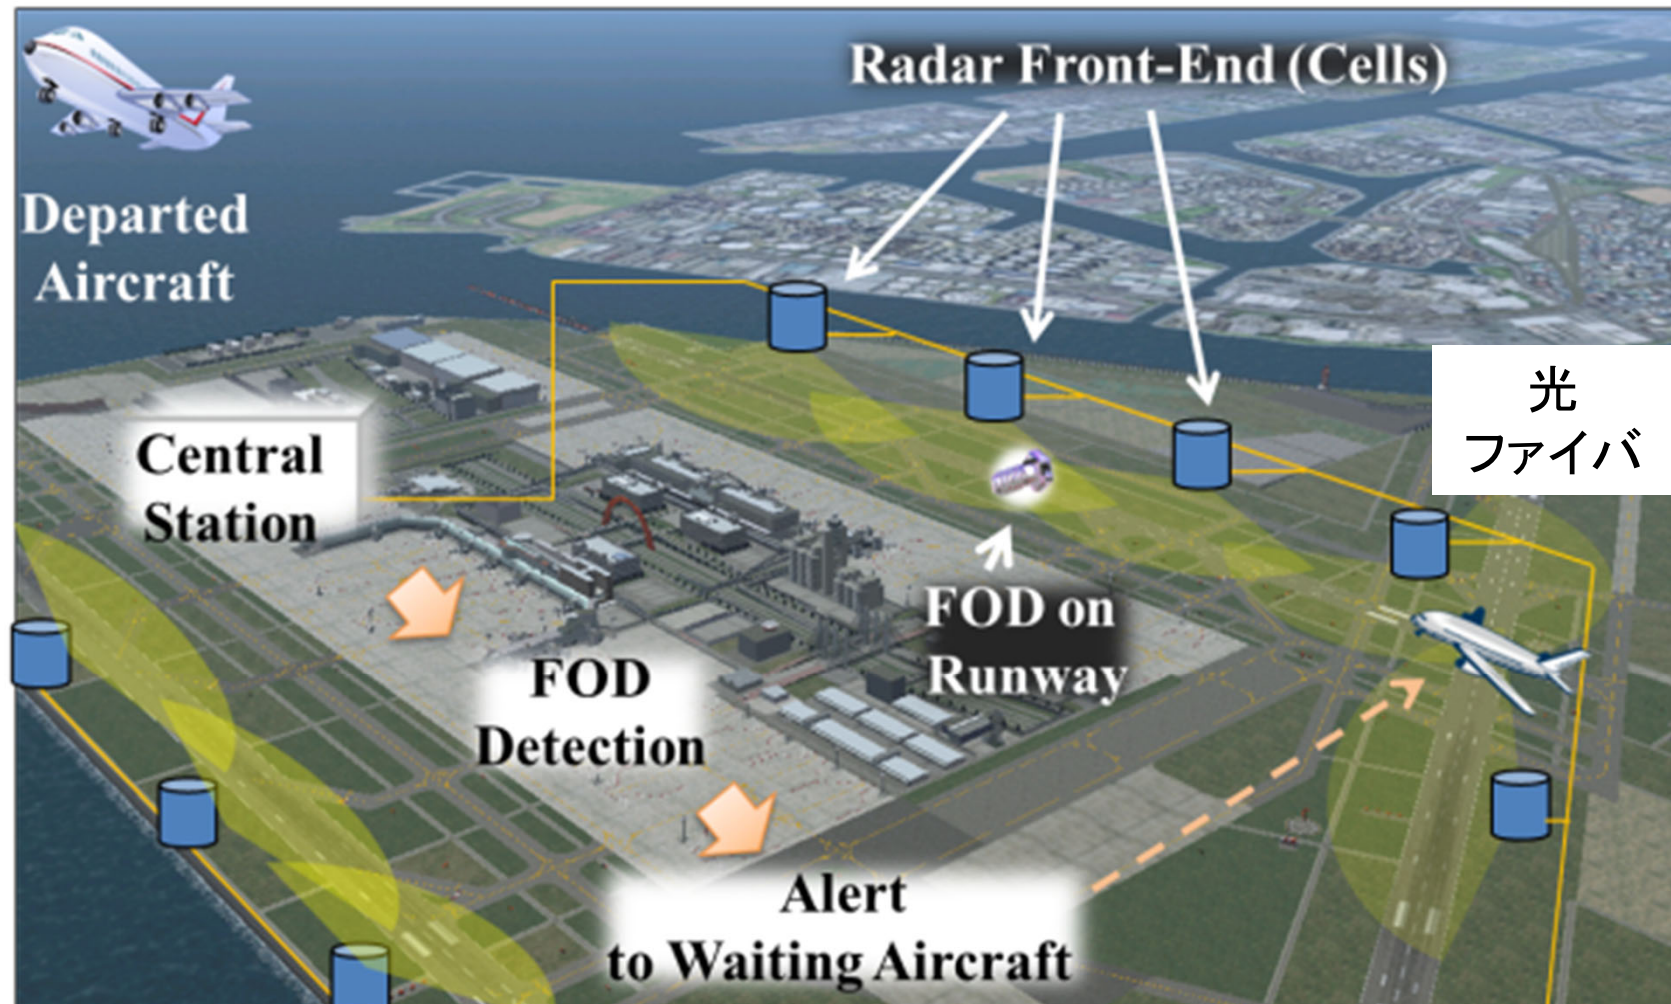 Radar Front-End (Cells)
Departed
Aircraft
光
ファイバ
Central
Station
FOD on
Runway
FOD
Detection
Alert
to Waiting Aircraft